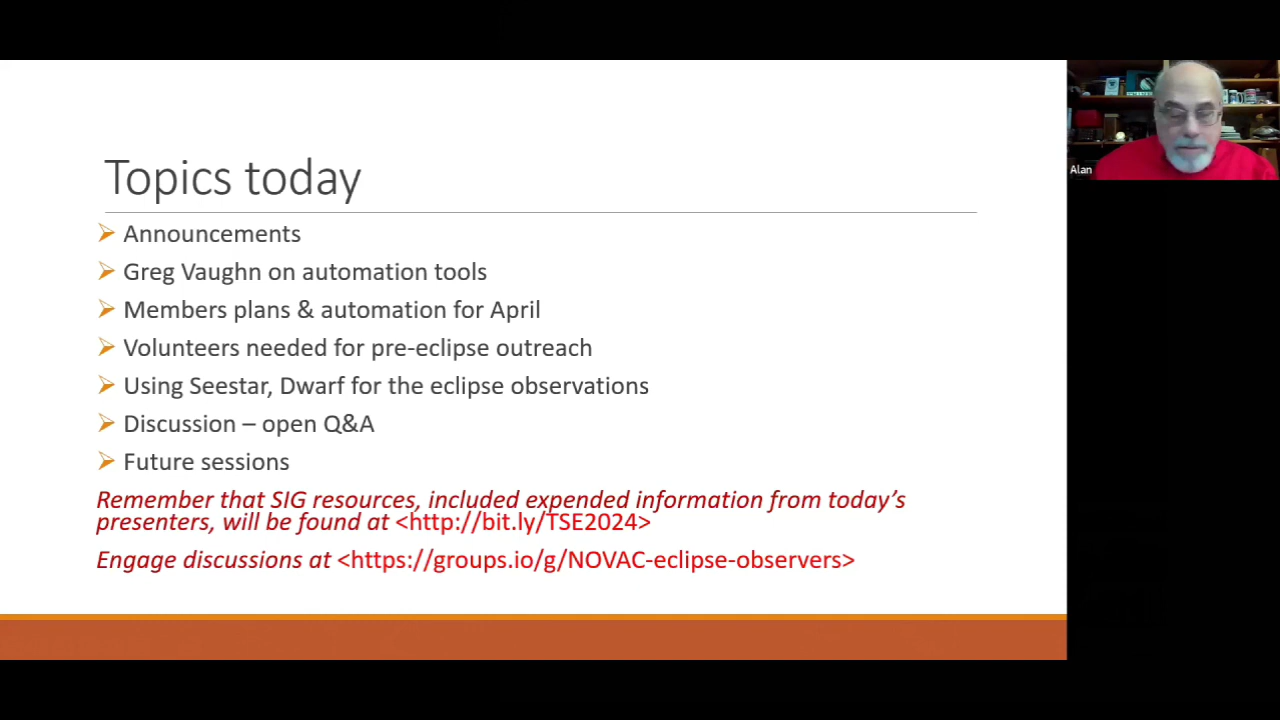 Topics today
Announcements
Greg Vaughn on automation tools
Members plans & automation for April
Volunteers needed for pre-eclipse outreach
Using Seestar, Dwarf for the eclipse observations
Discussion – open Q&A
Future sessions
Remember that SIG resources, included expended information from today’s
presenters, will be found at <http://bit.ly/TSE2024>
Engage discussions at <https://groups.io/g/NOVAC-eclipse-observers>
Alan